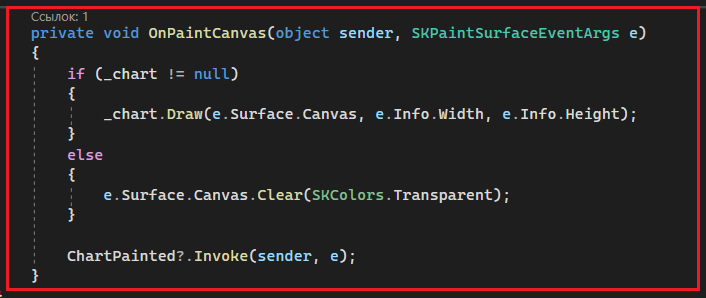 Ссылок: 1
private void OnPaintCanvas(object sender, SKPaintSurfaceEventArgs e)
{
if (_chart != null)
{
_chart.Draw(e.Surface.Canvas, e.Info.Width, e.Info.Height);
}
else
{
e.Surface.Canvas.Clear(SKColors.Transparent);
}
ChartPainted?.Invoke(sender, e);
}